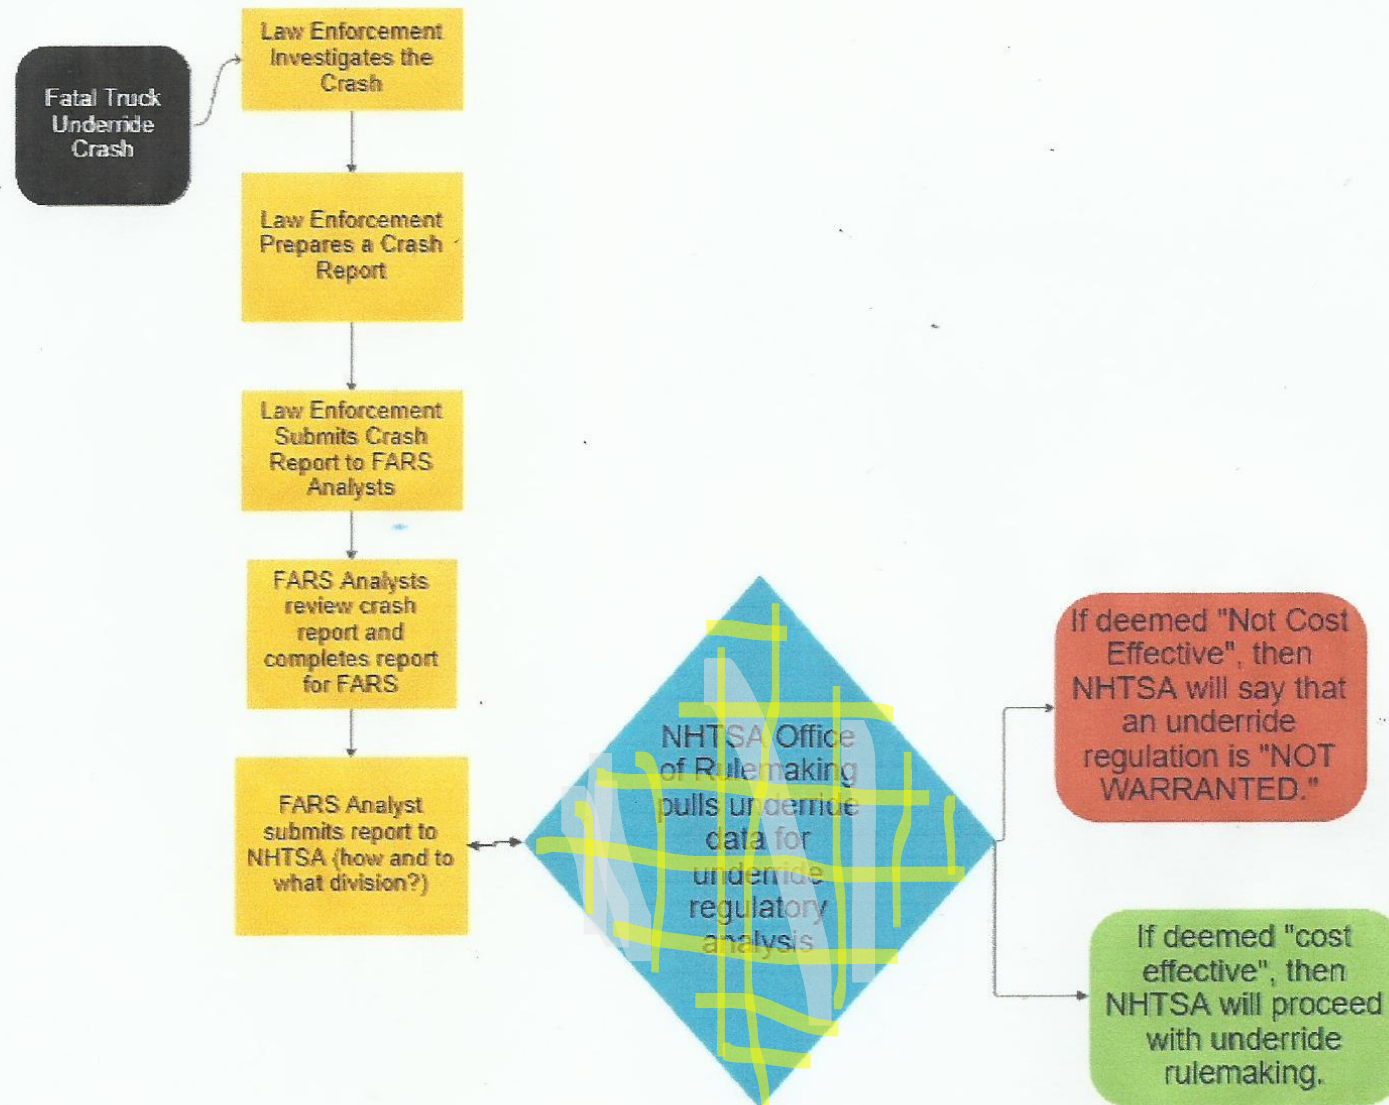 Fatal Truck
Underride
Crash
Law Enforcement
Investigates the
Crash
Law Enforcement
Prepares a Crash
Report
Law Enforcement
Submits Crash
Report to FARS
Analysts
FARS Analysts
review crash
report and
completes report
for FARS
FARS Analyst
submits report to
NHTSA (how and to
what division?)
NHTSA Office
of Rulemaking
pulls underride
data for
underride
regulatory
analysis
If deemed "Not Cost
Effective", then
NHTSA will say that
an underride
regulation is "NOT
WARRANTED."
If deemed "cost
effective", then
NHTSA will proceed
with underride
rulemaking.